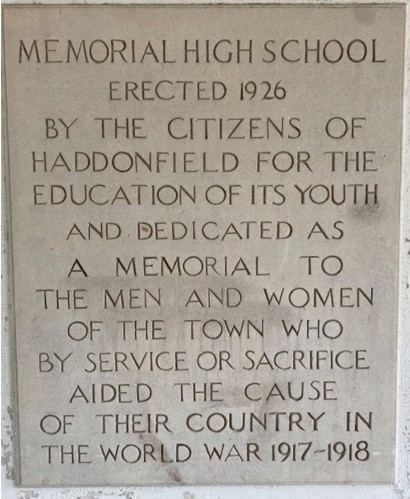 MEMORIAL HIGH SCHOOL
ERECTED 1926
BY THE CITIZENS OF
HADDONFIELD FOR THE
EDUCATION OF ITS YOUTH
AND DEDICATED AS
A MEMORIAL TO
THE MEN AND WOMEN
OF THE TOWN WHO
BY SERVICE OR SACRIFICE
AIDED THE CAUSE
OF THEIR COUNTRY IN
THE WORLD WAR 1917-1918